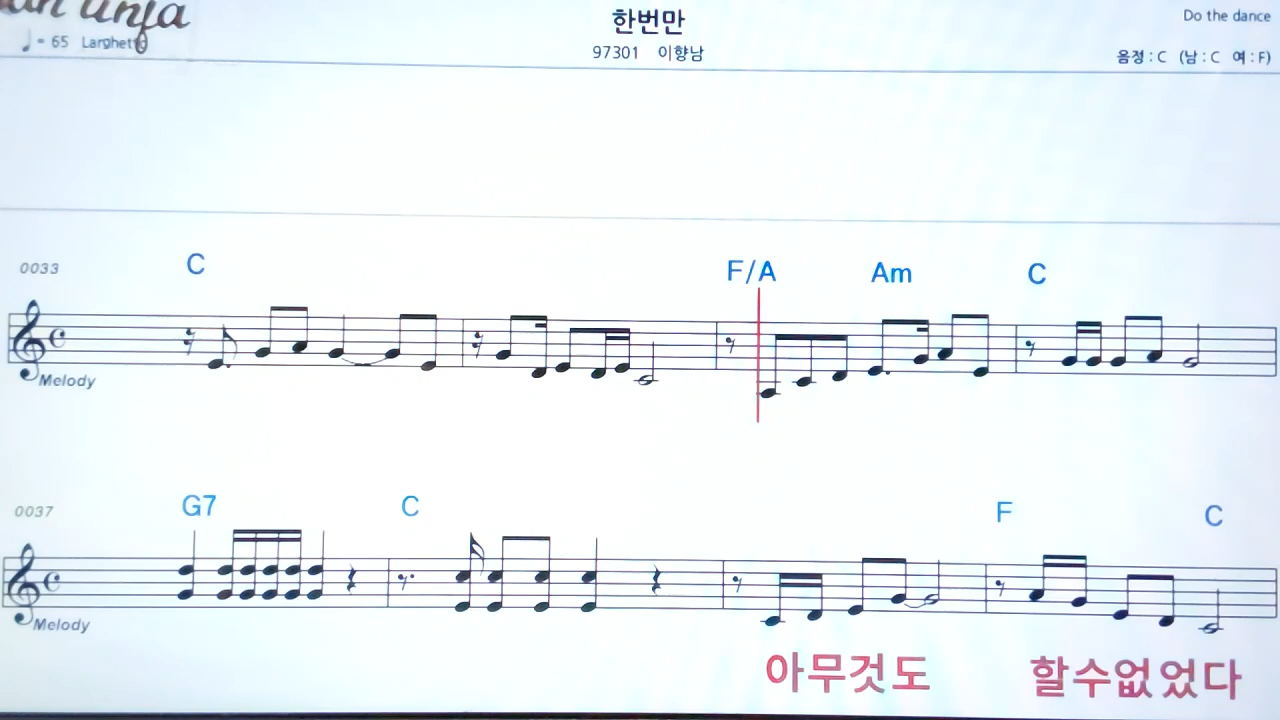 Do the dance
한번만
♩= 65 Larghetto
97301 이향남
음정 : C (남 : C 여 : F)
0033 C F/A Am C
Melody
0037 G7 C F C
Melody
아무것도 할수없었다